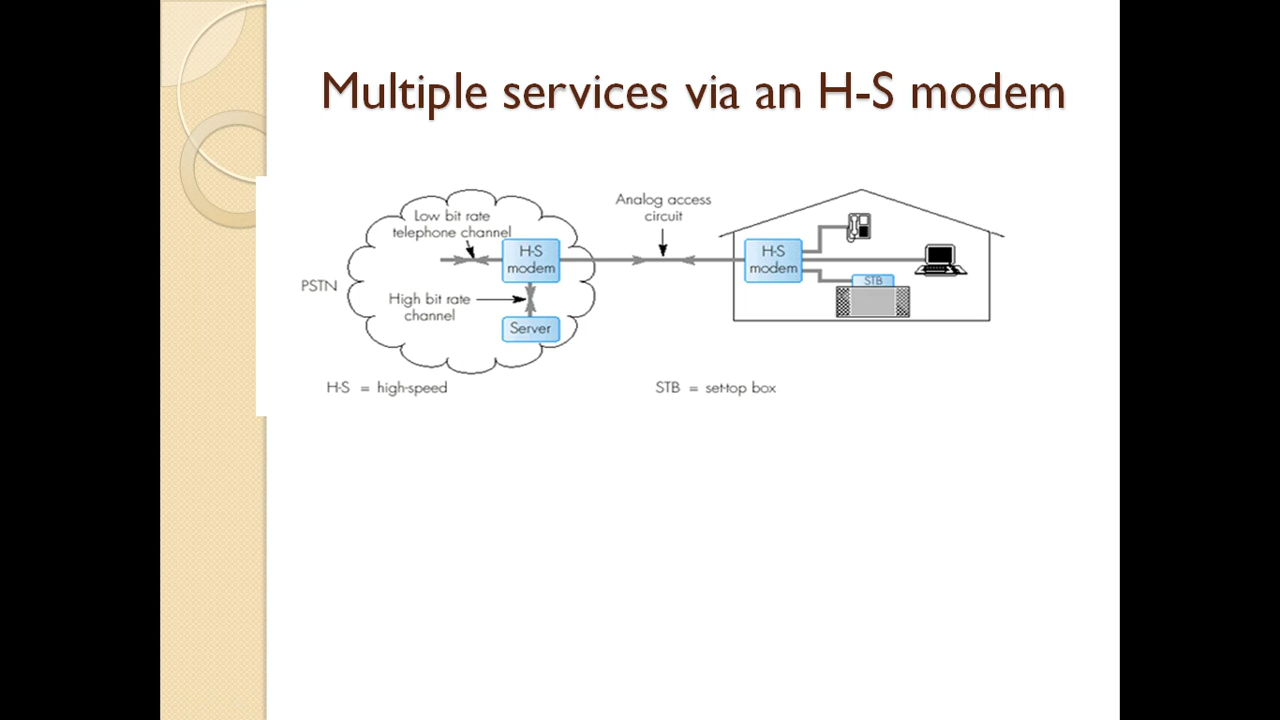 Multiple services via an H-S modem
Low bit rate
telephone channel
Analog access
circuit
H-S
modem
H-S
modem
PSTN
High bit rate
channel
STB
Server
H-S = high-speed
STB = set-top box